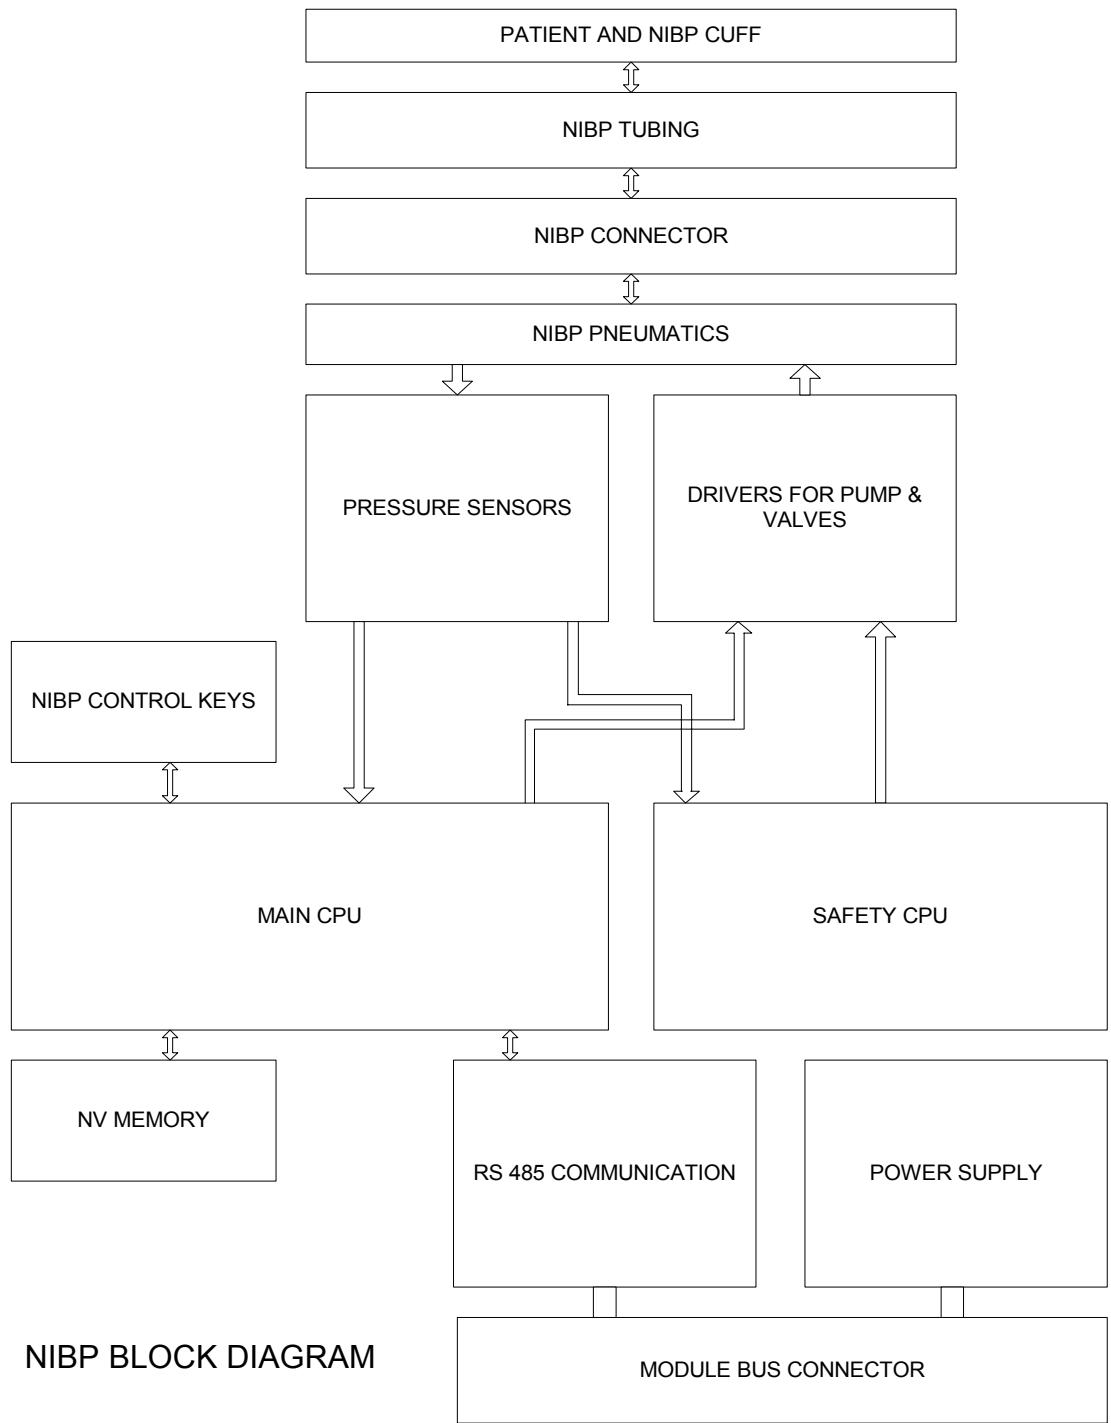 PATIENT AND NIBP CUFF
NIBP TUBING
NIBP CONNECTOR
NIBP PNEUMATICS
PRESSURE SENSORS
DRIVERS FOR PUMP &
VALVES
NIBP CONTROL KEYS
MAIN CPU
SAFETY CPU
NV MEMORY
RS 485 COMMUNICATION
POWER SUPPLY
NIBP BLOCK DIAGRAM
MODULE BUS CONNECTOR